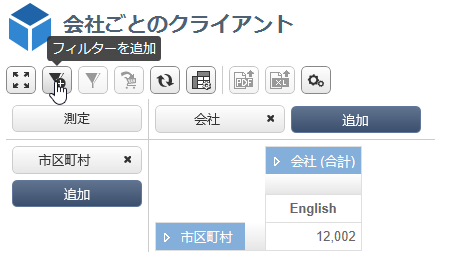 会社ごとのクライアント
フィルターを追加
PDF XL
測定 会社 × 追加
市区町村 ×
追加
会社 (合計)
English
市区町村 12,002